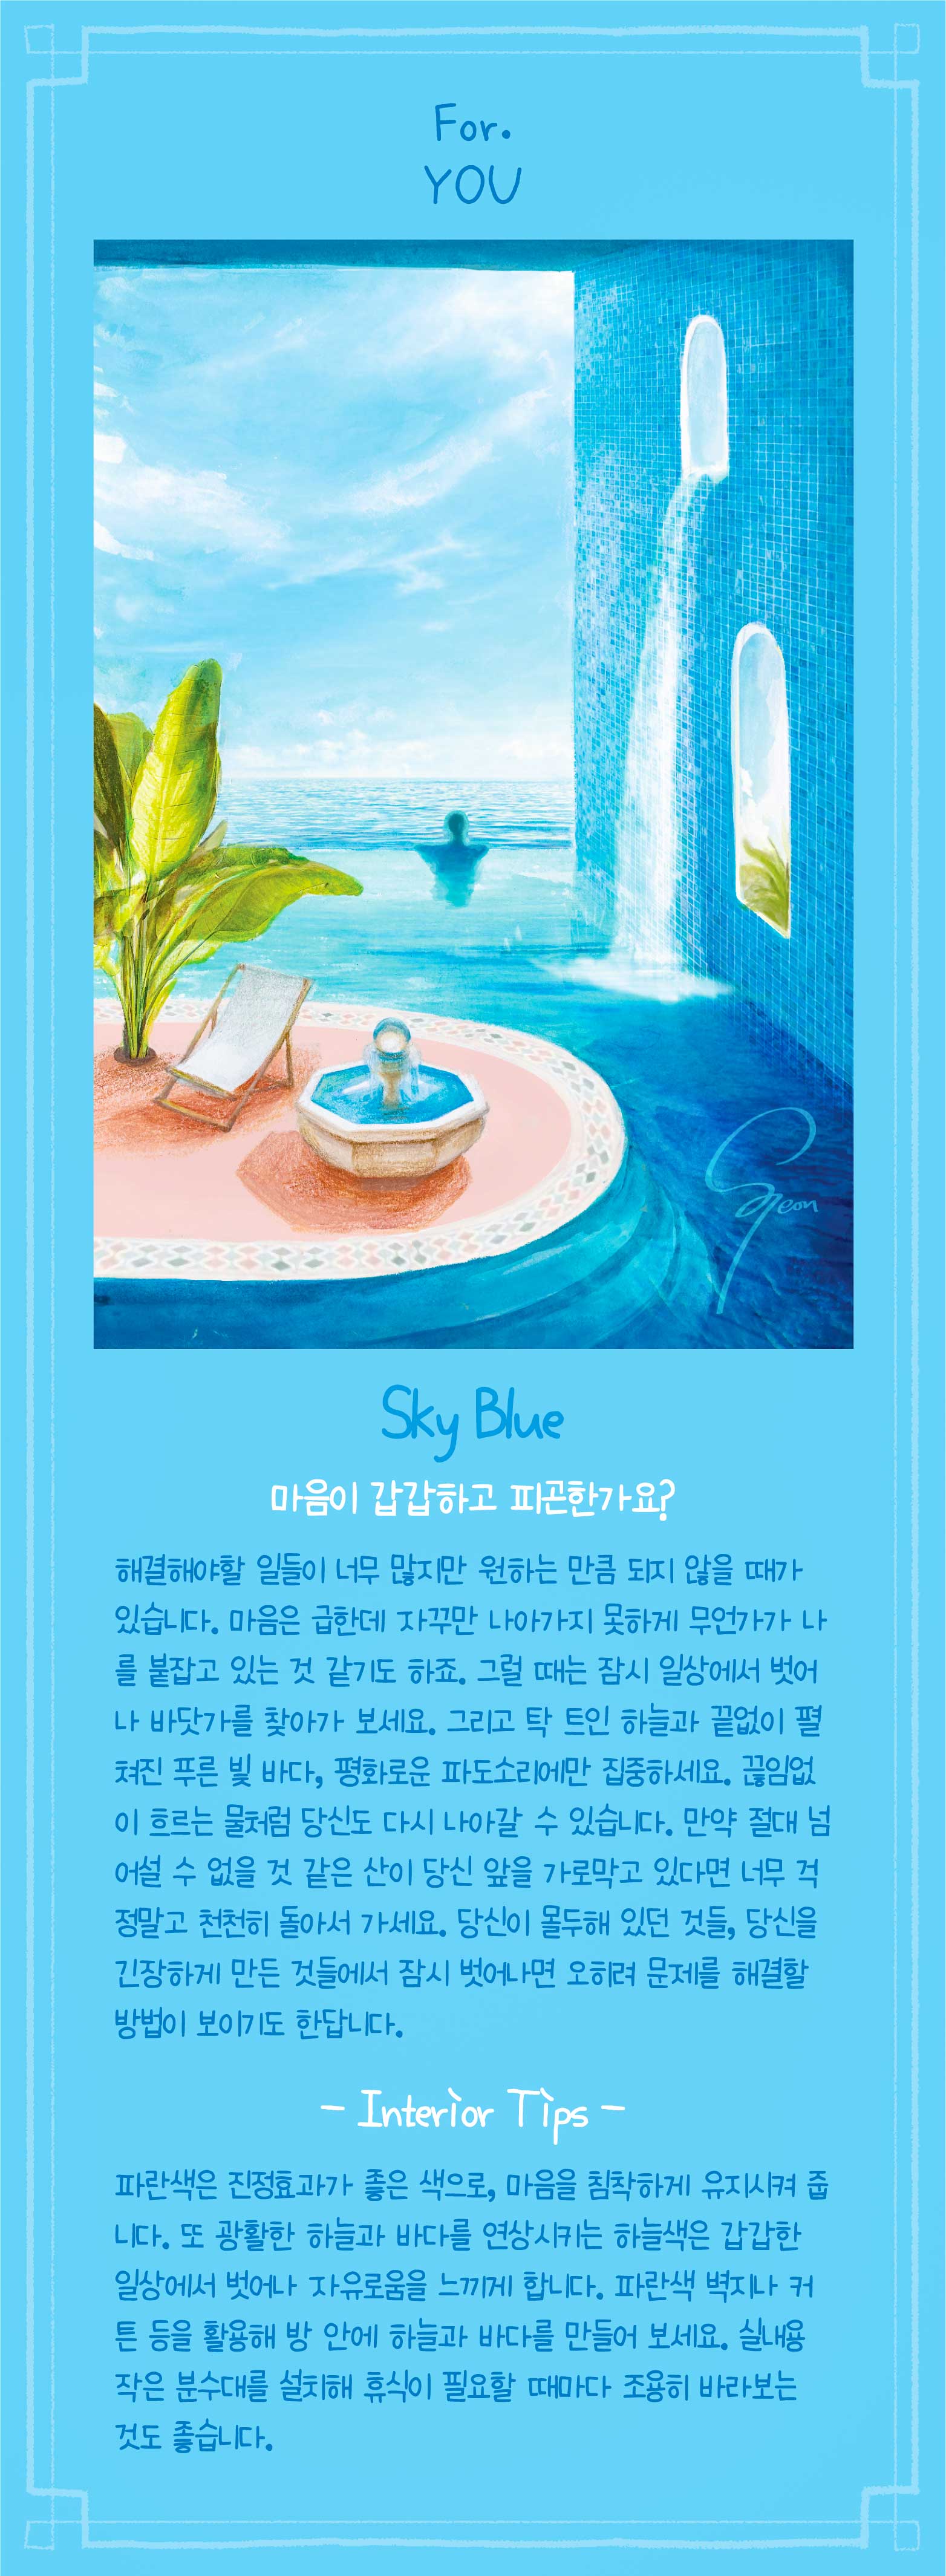 For.
YOU
Syeon
Sky Blue
마음이 갑갑하고 피곤한가요?
해결해야할 일들이 너무 많지만 원하는 만큼 되지 않을 때가
있습니다. 마음은 급한데 자꾸만 나아가지 못하게 무언가가 나
를 붙잡고 있는 것 같기도 하죠. 그럴 때는 잠시 일상에서 벗어
나 바닷가를 찾아가 보세요. 그리고 탁 트인 하늘과 끝없이 펼
쳐진 푸른 빛 바다, 평화로운 파도소리에만 집중하세요. 끊임없
이 흐르는 물처럼 당신도 다시 나아갈 수 있습니다. 만약 절대 넘
어설 수 없을 것 같은 산이 당신 앞을 가로막고 있다면 너무 걱
정말고 천천히 돌아서 가세요. 당신이 몰두해 있던 것들, 당신을
긴장하게 만든 것들에서 잠시 벗어나면 오히려 문제를 해결할
방법이 보이기도 한답니다.
- Interior Tips -
파란색은 진정효과가 좋은 색으로, 마음을 침착하게 유지시켜 줍
니다. 또 광활한 하늘과 바다를 연상시키는 하늘색은 갑갑한
일상에서 벗어나 자유로움을 느끼게 합니다. 파란색 벽지나 커
튼 등을 활용해 방 안에 하늘과 바다를 만들어 보세요. 실내용
작은 분수대를 설치해 휴식이 필요할 때마다 조용히 바라보는
것도 좋습니다.